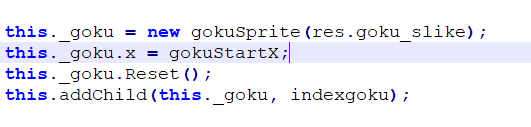 this._goku = new gokuSprite(res.goku_slike);
this._goku.x = gokuStartX;
this._goku.Reset();
this.addChild(this._goku, indexgoku);